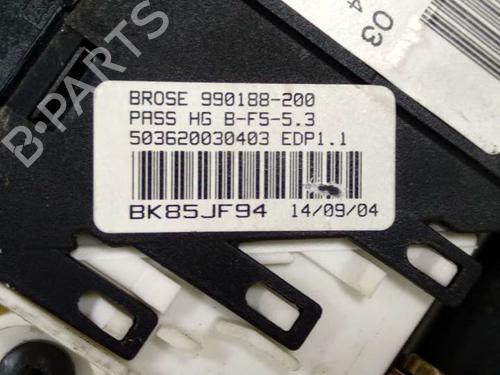 BROSE 990188-200
PASS HG B-F5-5.3
503620030403 EDP1.1
BK85JF94 14/09/04
03
B-PARTS